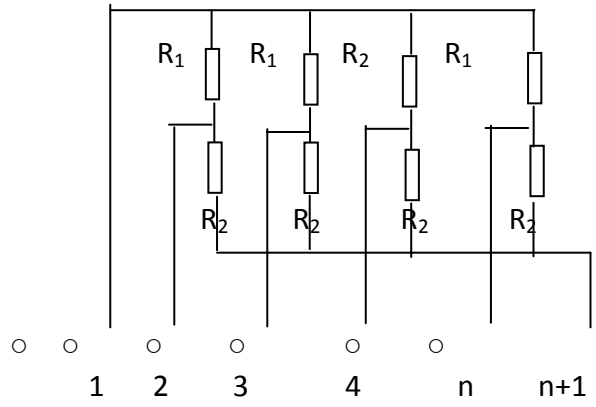 R₁ R₁ R₂ R₁
R₂ R₂ R₂ R₂
1 2 3 4 n n+1